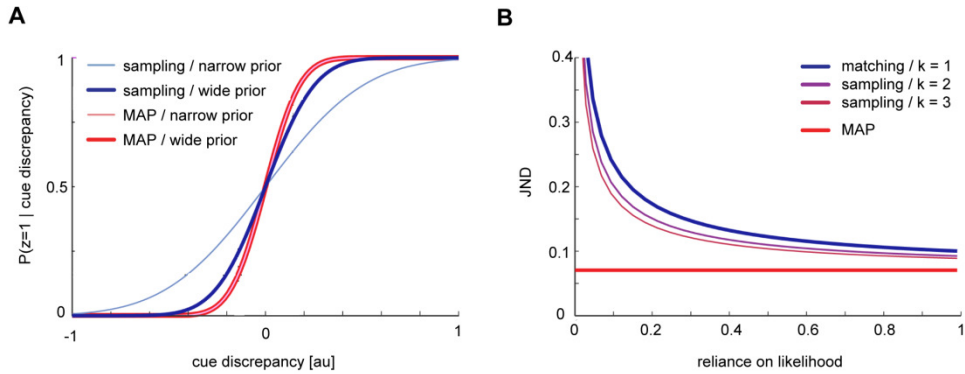 A
sampling / narrow prior
sampling / wide prior
MAP / narrow prior
MAP / wide prior
P(z=1 | cue discrepancy)
1
0.5
0
-1
0
1
cue discrepancy [au]
B
matching / k = 1
sampling / k = 2
sampling / k = 3
MAP
JND
0.4
0.3
0.2
0.1
0
0
0.2
0.4
0.6
0.8
1
reliance on likelihood